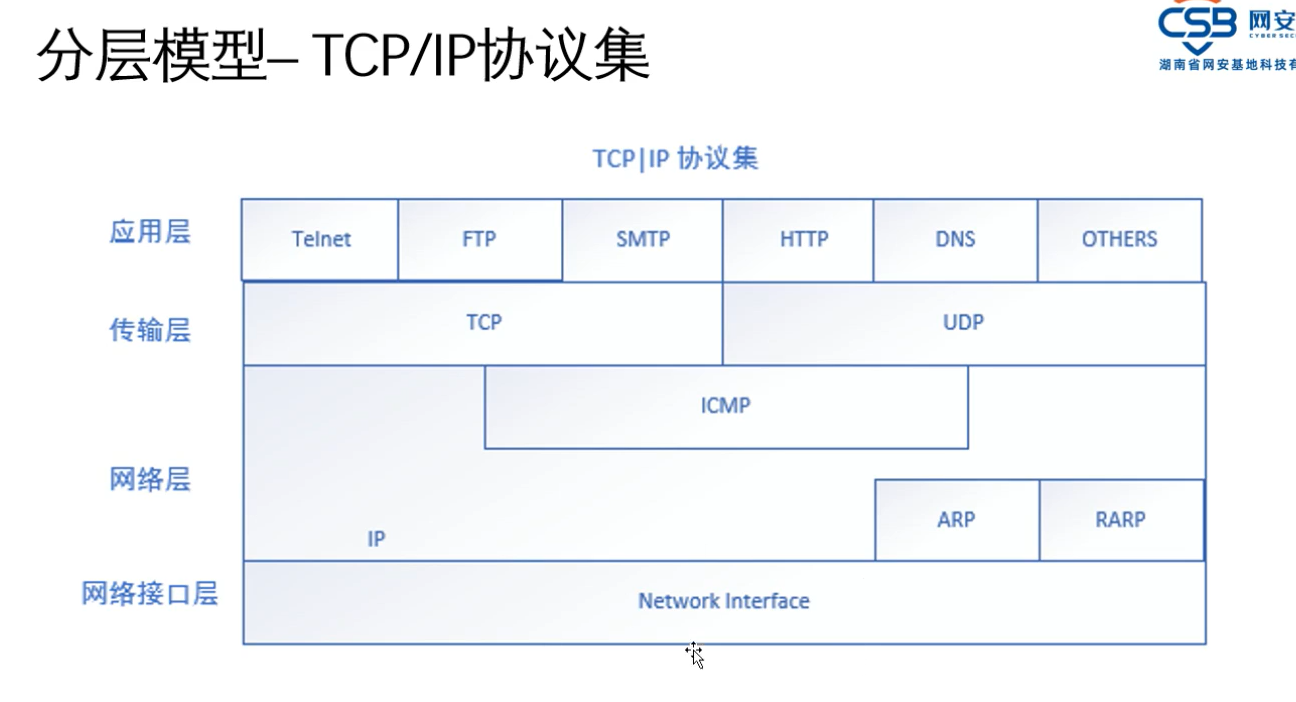 分层模型– TCP/IP协议集
CSB 网安
CYBER SEC
湖南省网安基地科技有
TCP|IP 协议集
应用层
Telnet
FTP
SMTP
HTTP
DNS
OTHERS
传输层
TCP
UDP
ICMP
网络层
ARP
RARP
IP
网络接口层
Network Interface